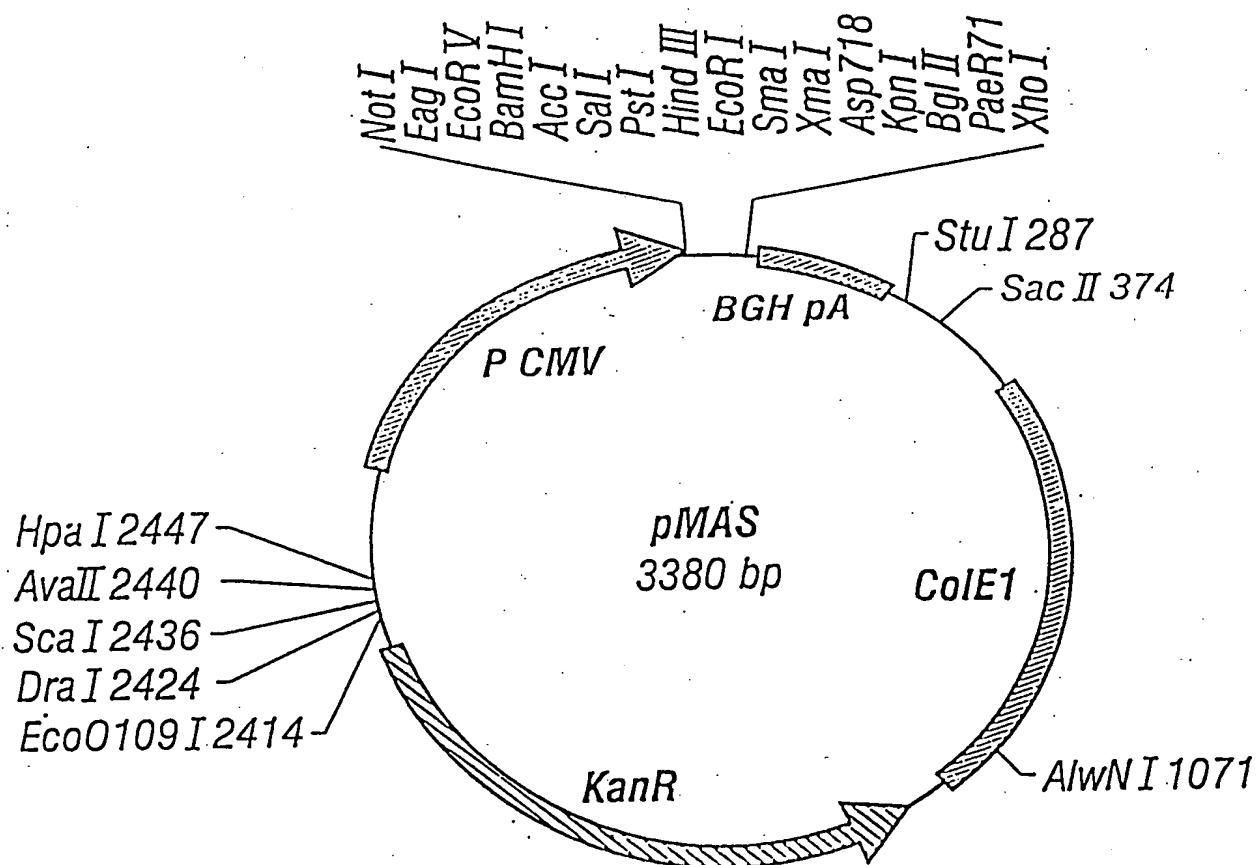 Not I
Eag I
EcoR V
BamH I
Acc I
Sal I
Pst I
Hind III
EcoR I
Sma I
Xma I
Asp718
Kpn I
Bgl II
PaeR71
Xho I
Stu I 287
Sac II 374
BGH pA
P CMV
pMAS
3380 bp
ColE1
Hpa I 2447
Ava II 2440
Sca I 2436
Dra I 2424
EcoO109 I 2414
KanR
AlwN I 1071